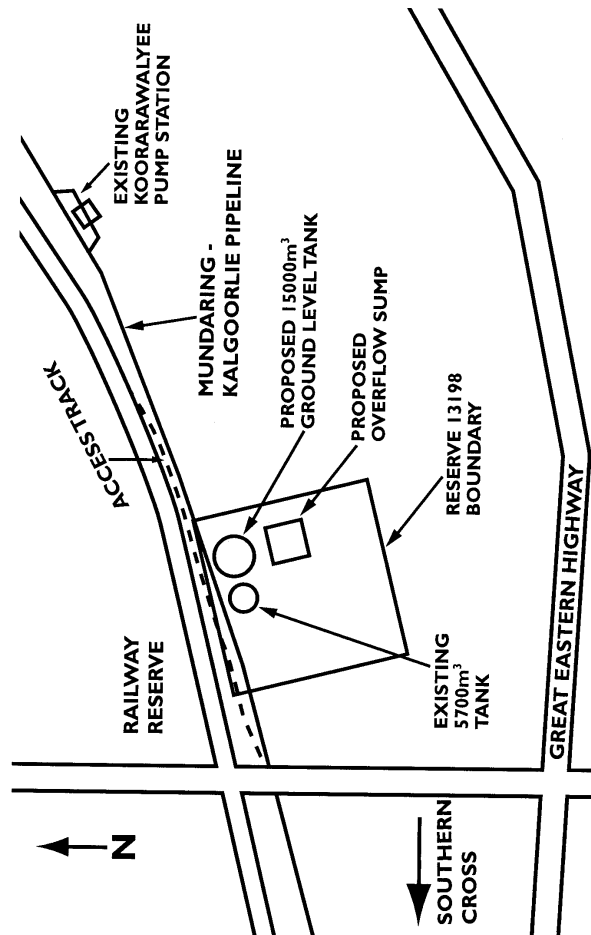 EXISTING
KOORARAWALYEE
PUMP STATION
MUNDARING -
KALGOORLIE PIPELINE
ACCESS TRACK
PROPOSED 15000m³
GROUND LEVEL TANK
PROPOSED
OVERFLOW SUMP
RESERVE 13198
BOUNDARY
RAILWAY
RESERVE
EXISTING
5700m³
TANK
GREAT EASTERN HIGHWAY
N
SOUTHERN
CROSS